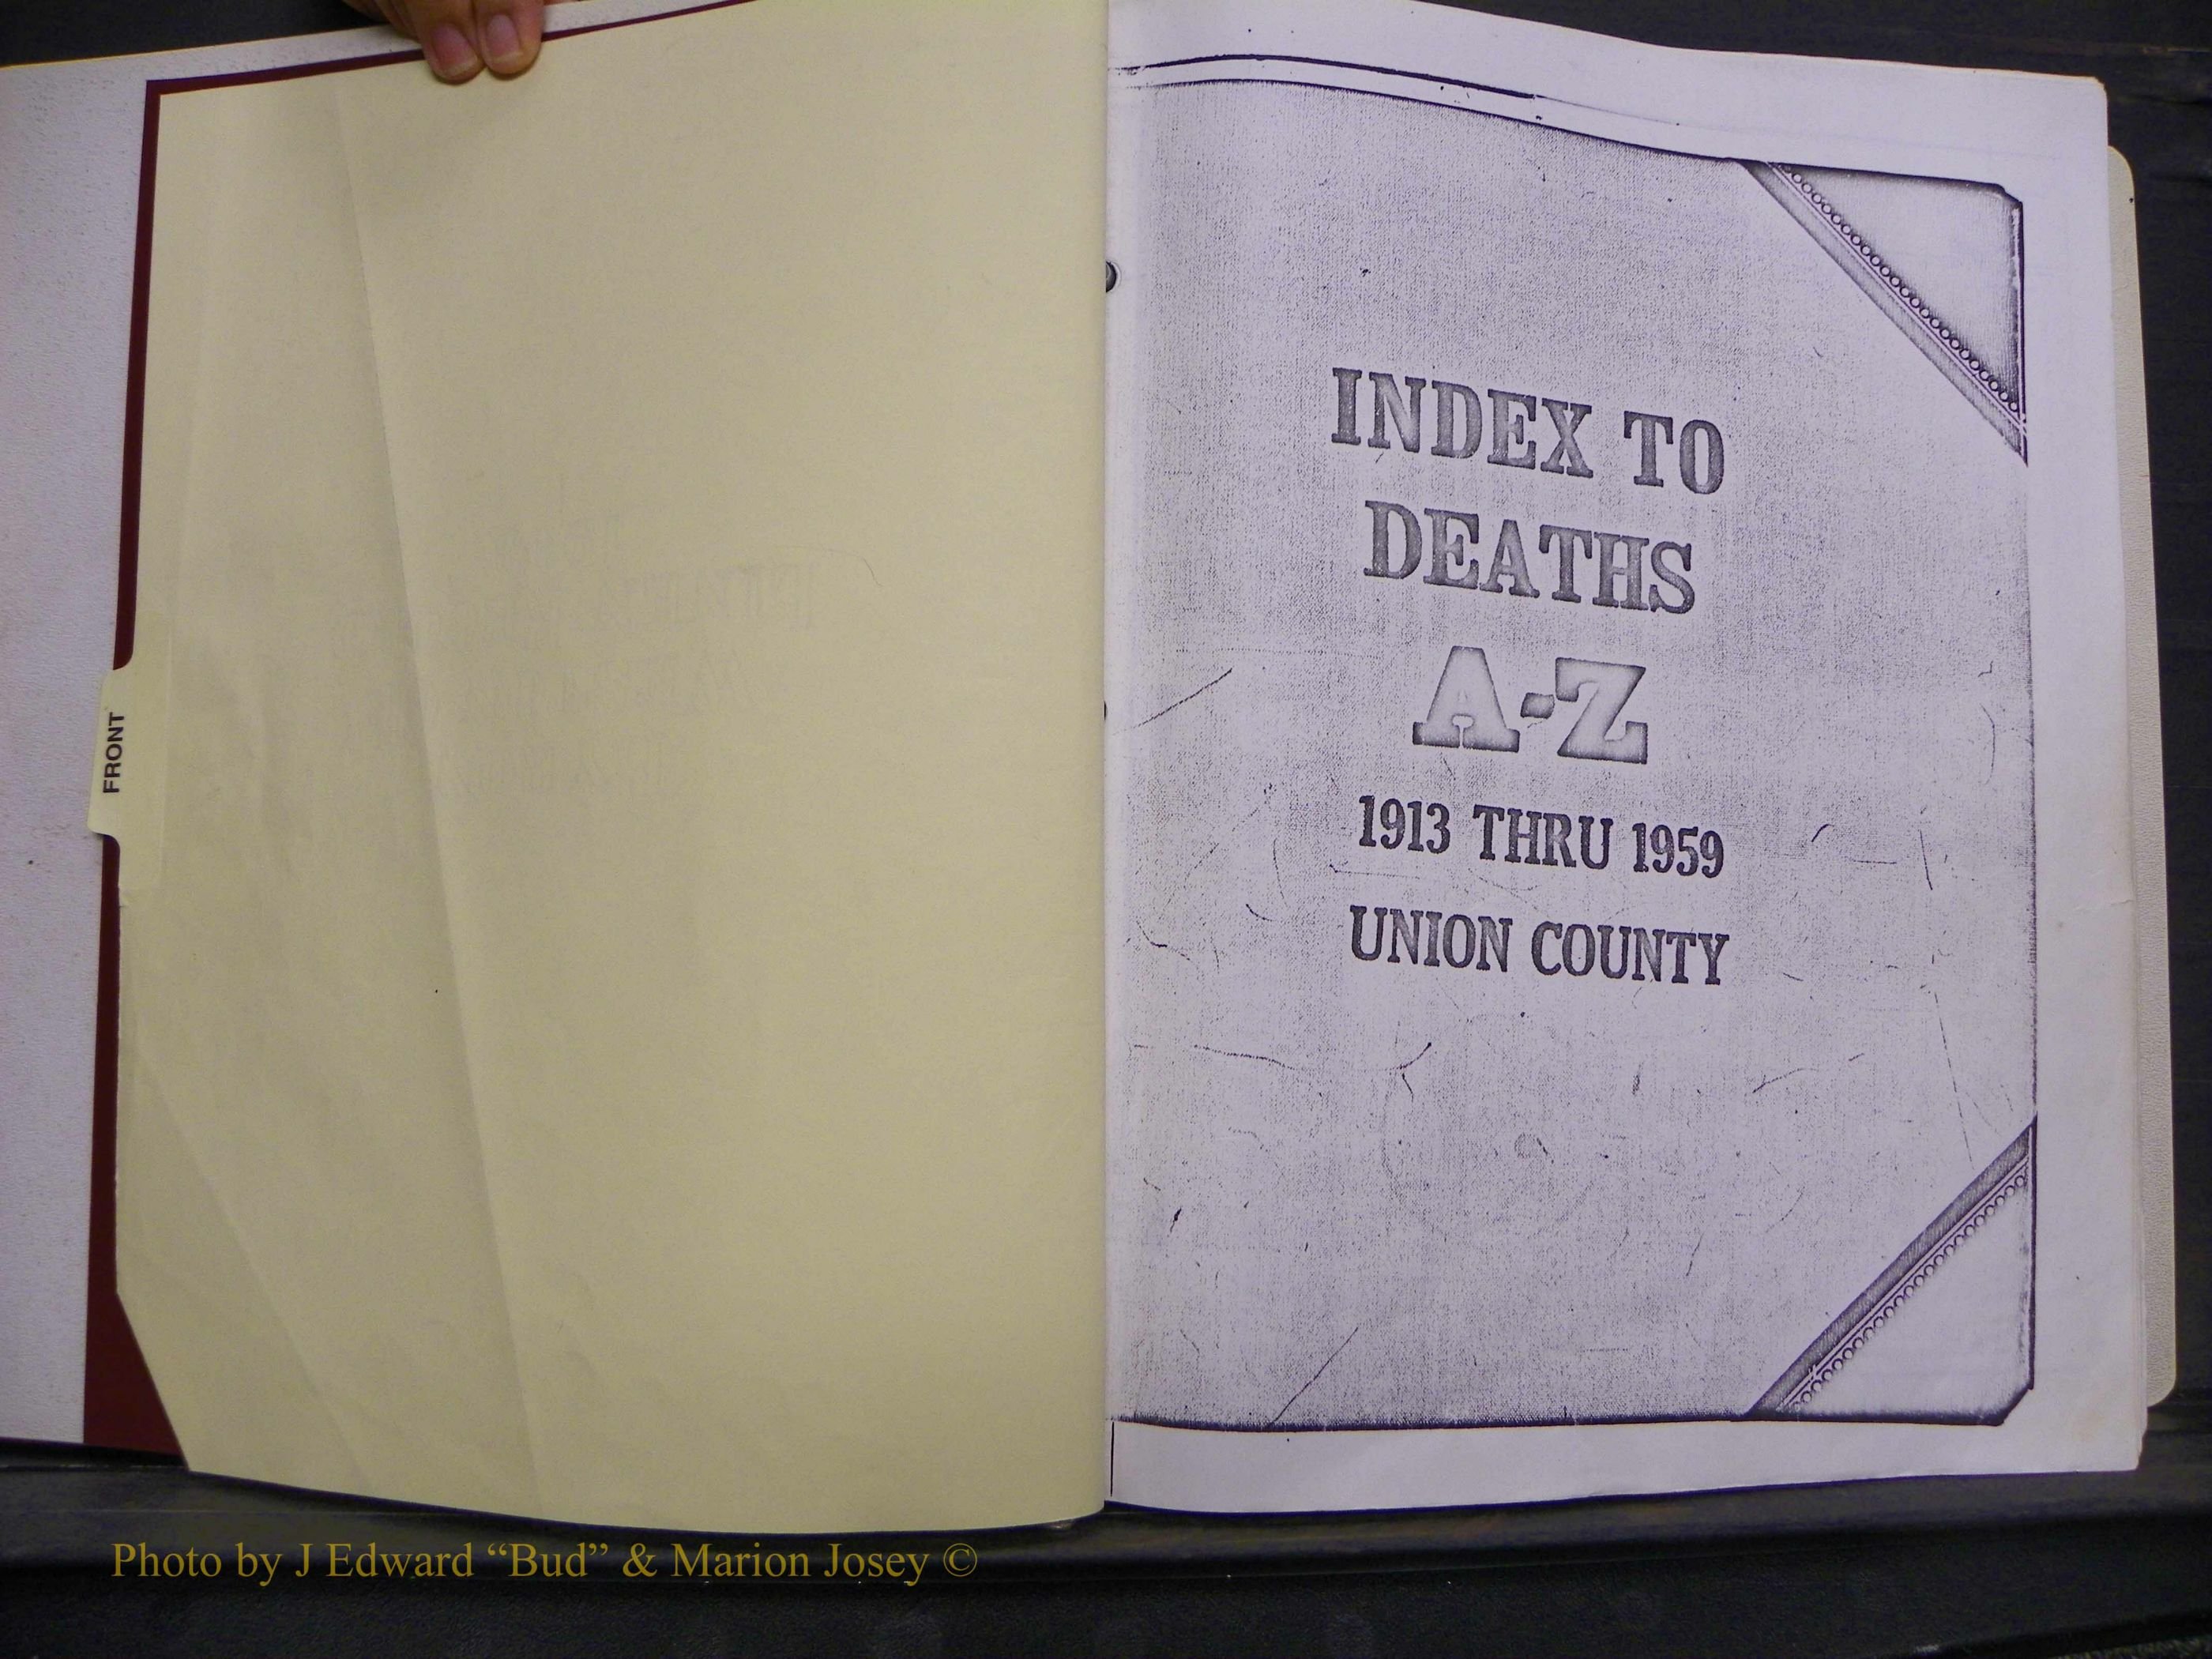 FRONT
INDEX TO
DEATHS
A-Z
1913 THRU 1959
UNION COUNTY
Photo by J Edward “Bud” & Marion Josey ©